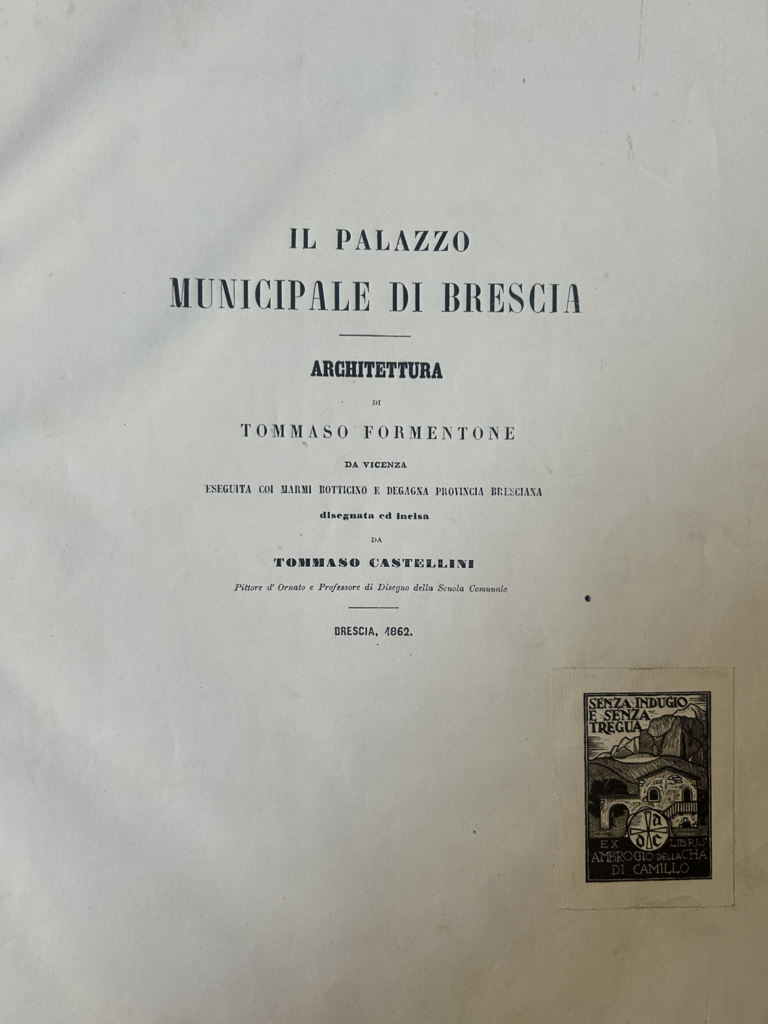 IL PALAZZO
MUNICIPALE DI BRESCIA
ARCHITETTURA
DI
TOMMASO FORMENTONE
DA VICENZA
ESEGUITA COI MARMI BOTTICINO E DEGAGNA PROVINCIA BRESCIANA
disegnata ed incisa
DA
TOMMASO CASTELLINI
Pittore d' Ornato e Professore di Disegno della Scuola Comunale
BRESCIA, 1862.
SENZA INDUGIO
E SENZA
TREGUA
a
d c
EX LIBRIS
AMBROGIO DELLA CHA
DI CAMILLO